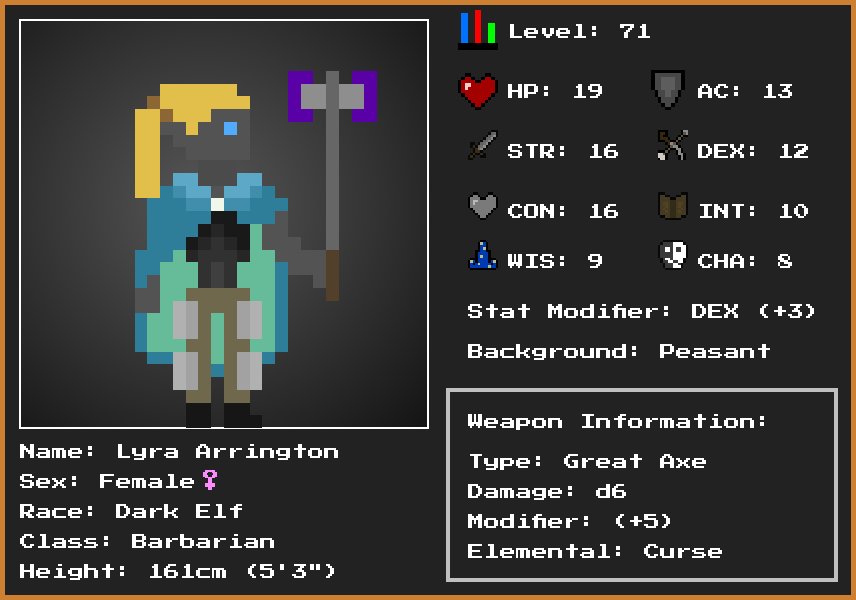 Level: 71
HP: 19 AC: 13
STR: 16 DEX: 12
CON: 16 INT: 10
WIS: 9 CHA: 8
Stat Modifier: DEX (+3)
Background: Peasant
Weapon Information:
Type: Great Axe
Damage: d6
Modifier: (+5)
Elemental: Curse
Name: Lyra Arrington
Sex: Female♀
Race: Dark Elf
Class: Barbarian
Height: 161cm (5'3")